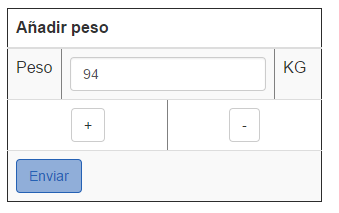 Añadir peso
Peso 94 KG
+ -
Enviar